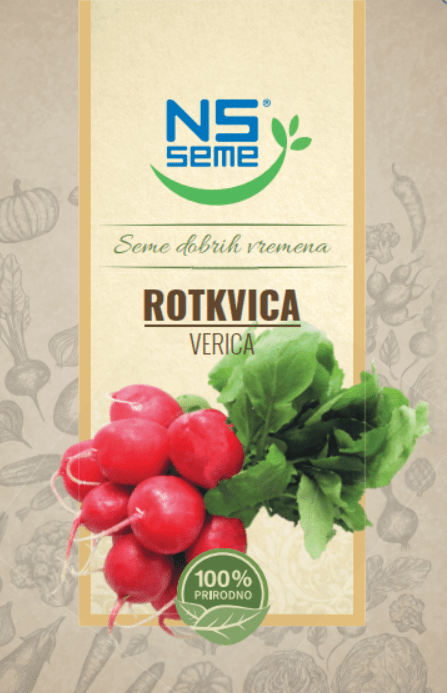 NS®
seme
Seme dobrih vremena
ROTKVICA
VERICA
100%
PRIRODNO